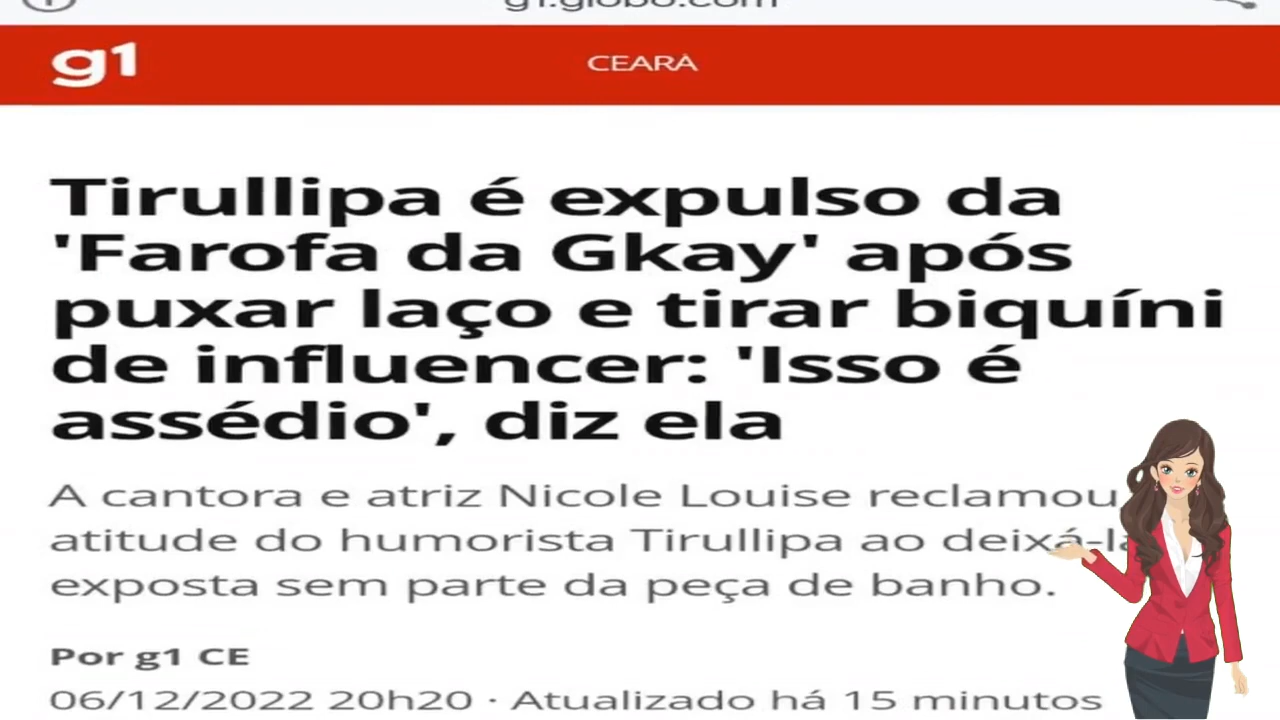 g1.globo.com
g1
CEARÁ
Tirullipa é expulso da
'Farofa da Gkay' após
puxar laço e tirar biquíni
de influencer: 'Isso é
assédio', diz ela
A cantora e atriz Nicole Louise reclamou
atitude do humorista Tirullipa ao deixá-la
exposta sem parte da peça de banho.
Por g1 CE
06/12/2022 20h20 · Atualizado há 15 minutos